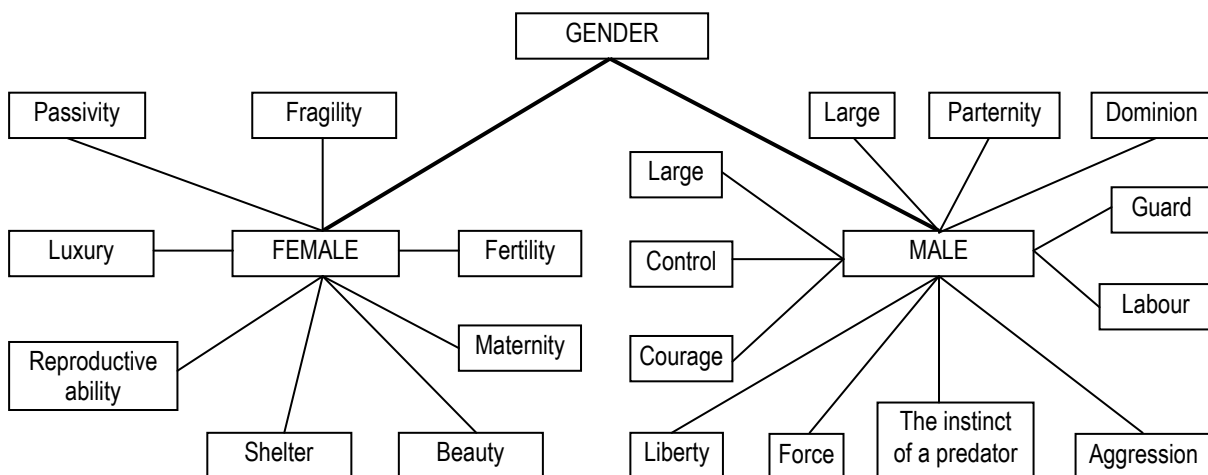 GENDER
Passivity
Fragility
Large
Parternity
Dominion
Large
Guard
Luxury
FEMALE
Fertility
Control
MALE
Labour
Reproductive
ability
Maternity
Courage
Shelter
Beauty
Liberty
Force
The instinct
of a predator
Aggression